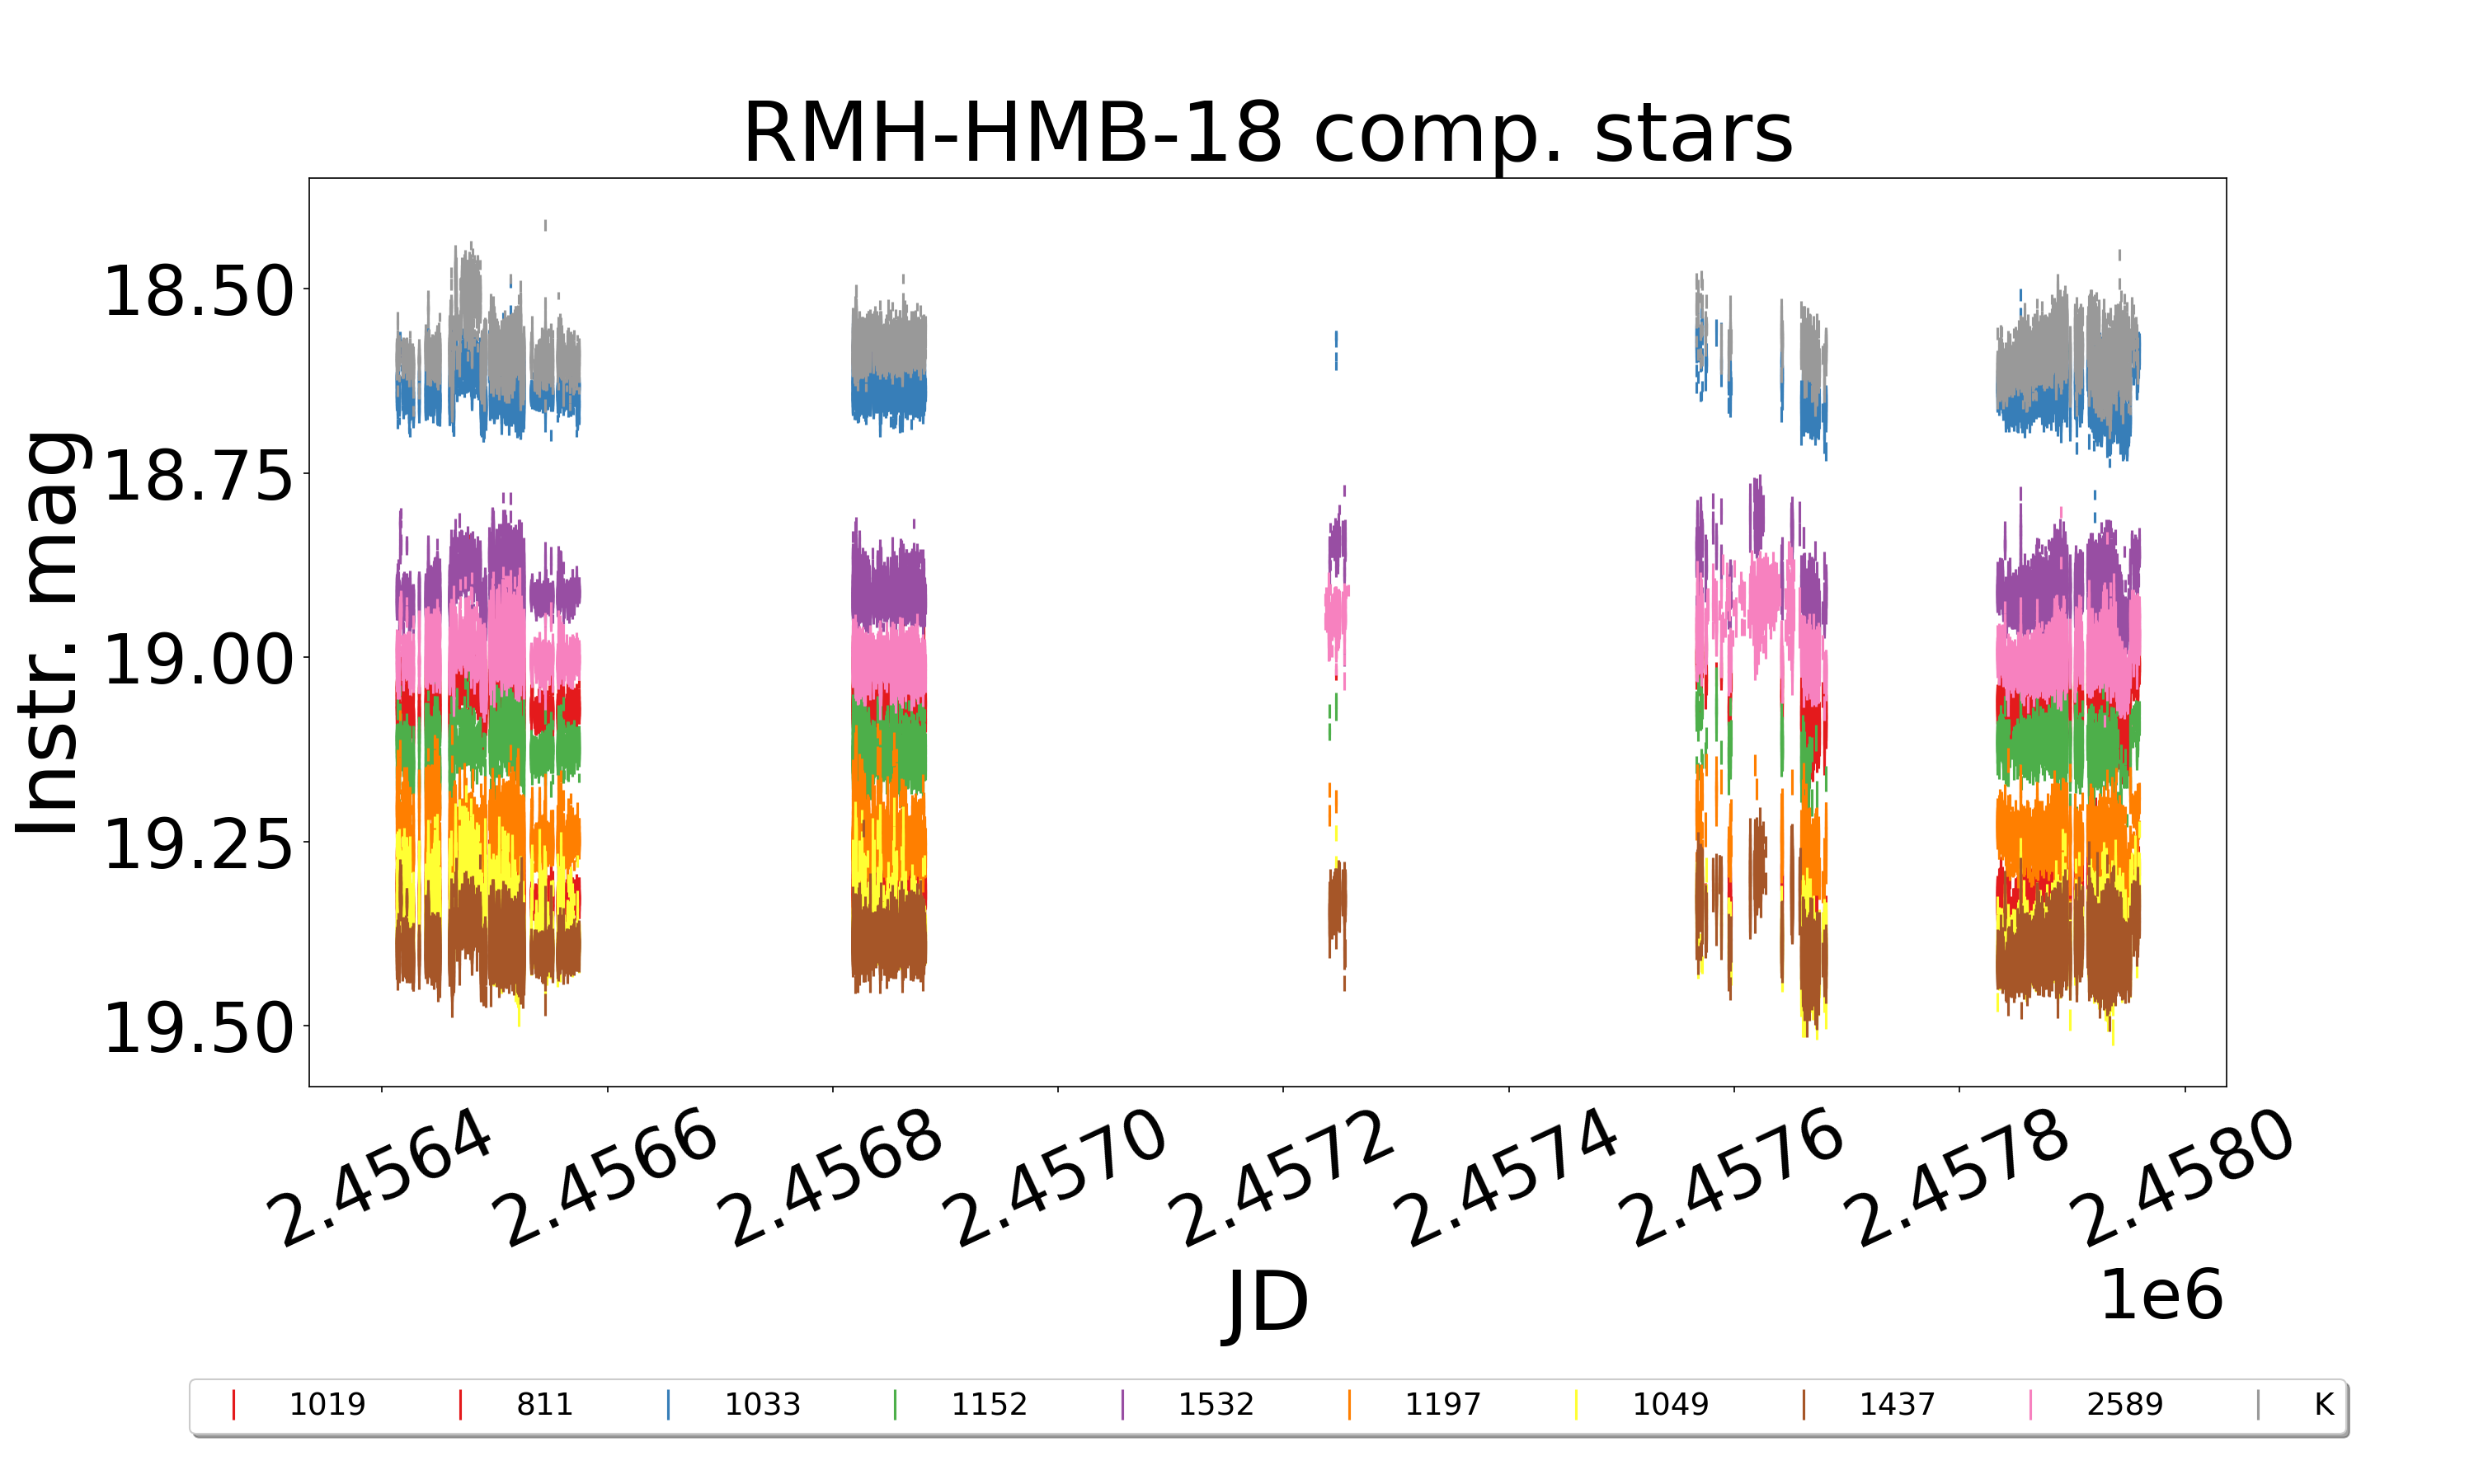 RMH-HMB-18 comp. stars
Instr. mag
18.50
18.75
19.00
19.25
19.50
2.4564 2.4566 2.4568 2.4570 2.4572 2.4574 2.4576 2.4578 2.4580
1e6
JD
1019 811 1033 1152 1532 1197 1049 1437 2589 K